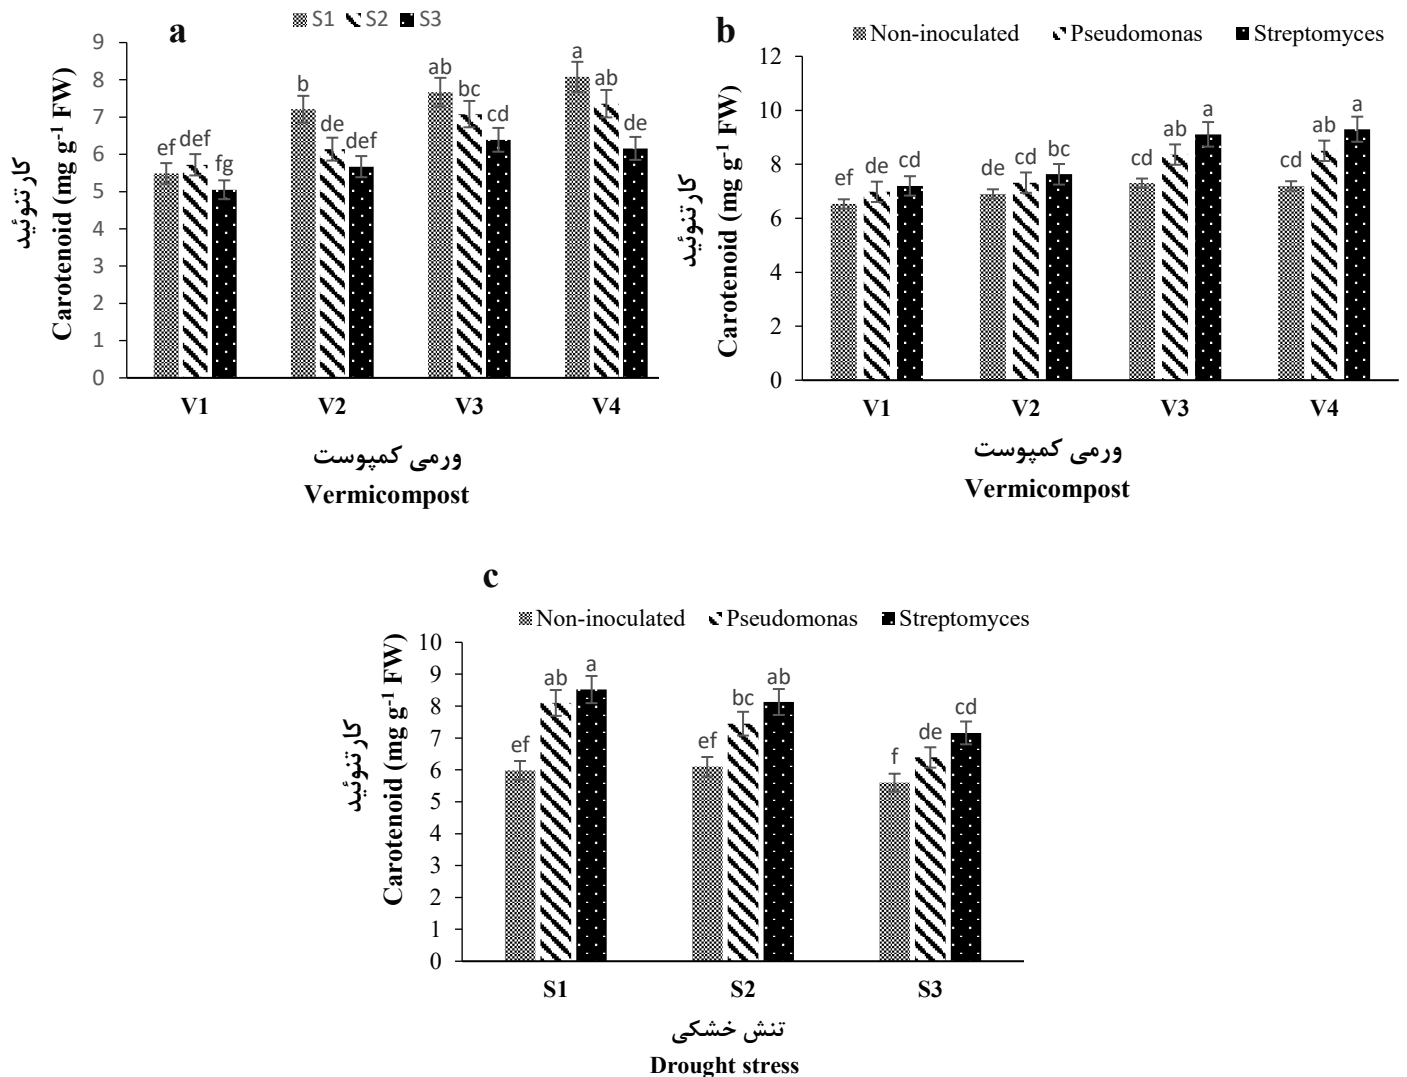 a
S1 S2 S3
کارتنوئید
Carotenoid (mg g-1 FW)
9
8
7
6
5
4
3
2
1
0
ef def fg
b de def
ab bc cd
a ab de
V1 V2 V3 V4
ورمی کمپوست
Vermicompost
b
Non-inoculated Pseudomonas Streptomyces
کارتنوئید
Carotenoid (mg g-1 FW)
12
10
8
6
4
2
0
ef de cd
de cd bc
cd ab a
cd ab a
V1 V2 V3 V4
ورمی کمپوست
Vermicompost
c
Non-inoculated Pseudomonas Streptomyces
کارتنوئید
Carotenoid (mg g-1 FW)
10
9
8
7
6
5
4
3
2
1
0
ef ab a
ef bc ab
f de cd
S1 S2 S3
تنش خشکی
Drought stress